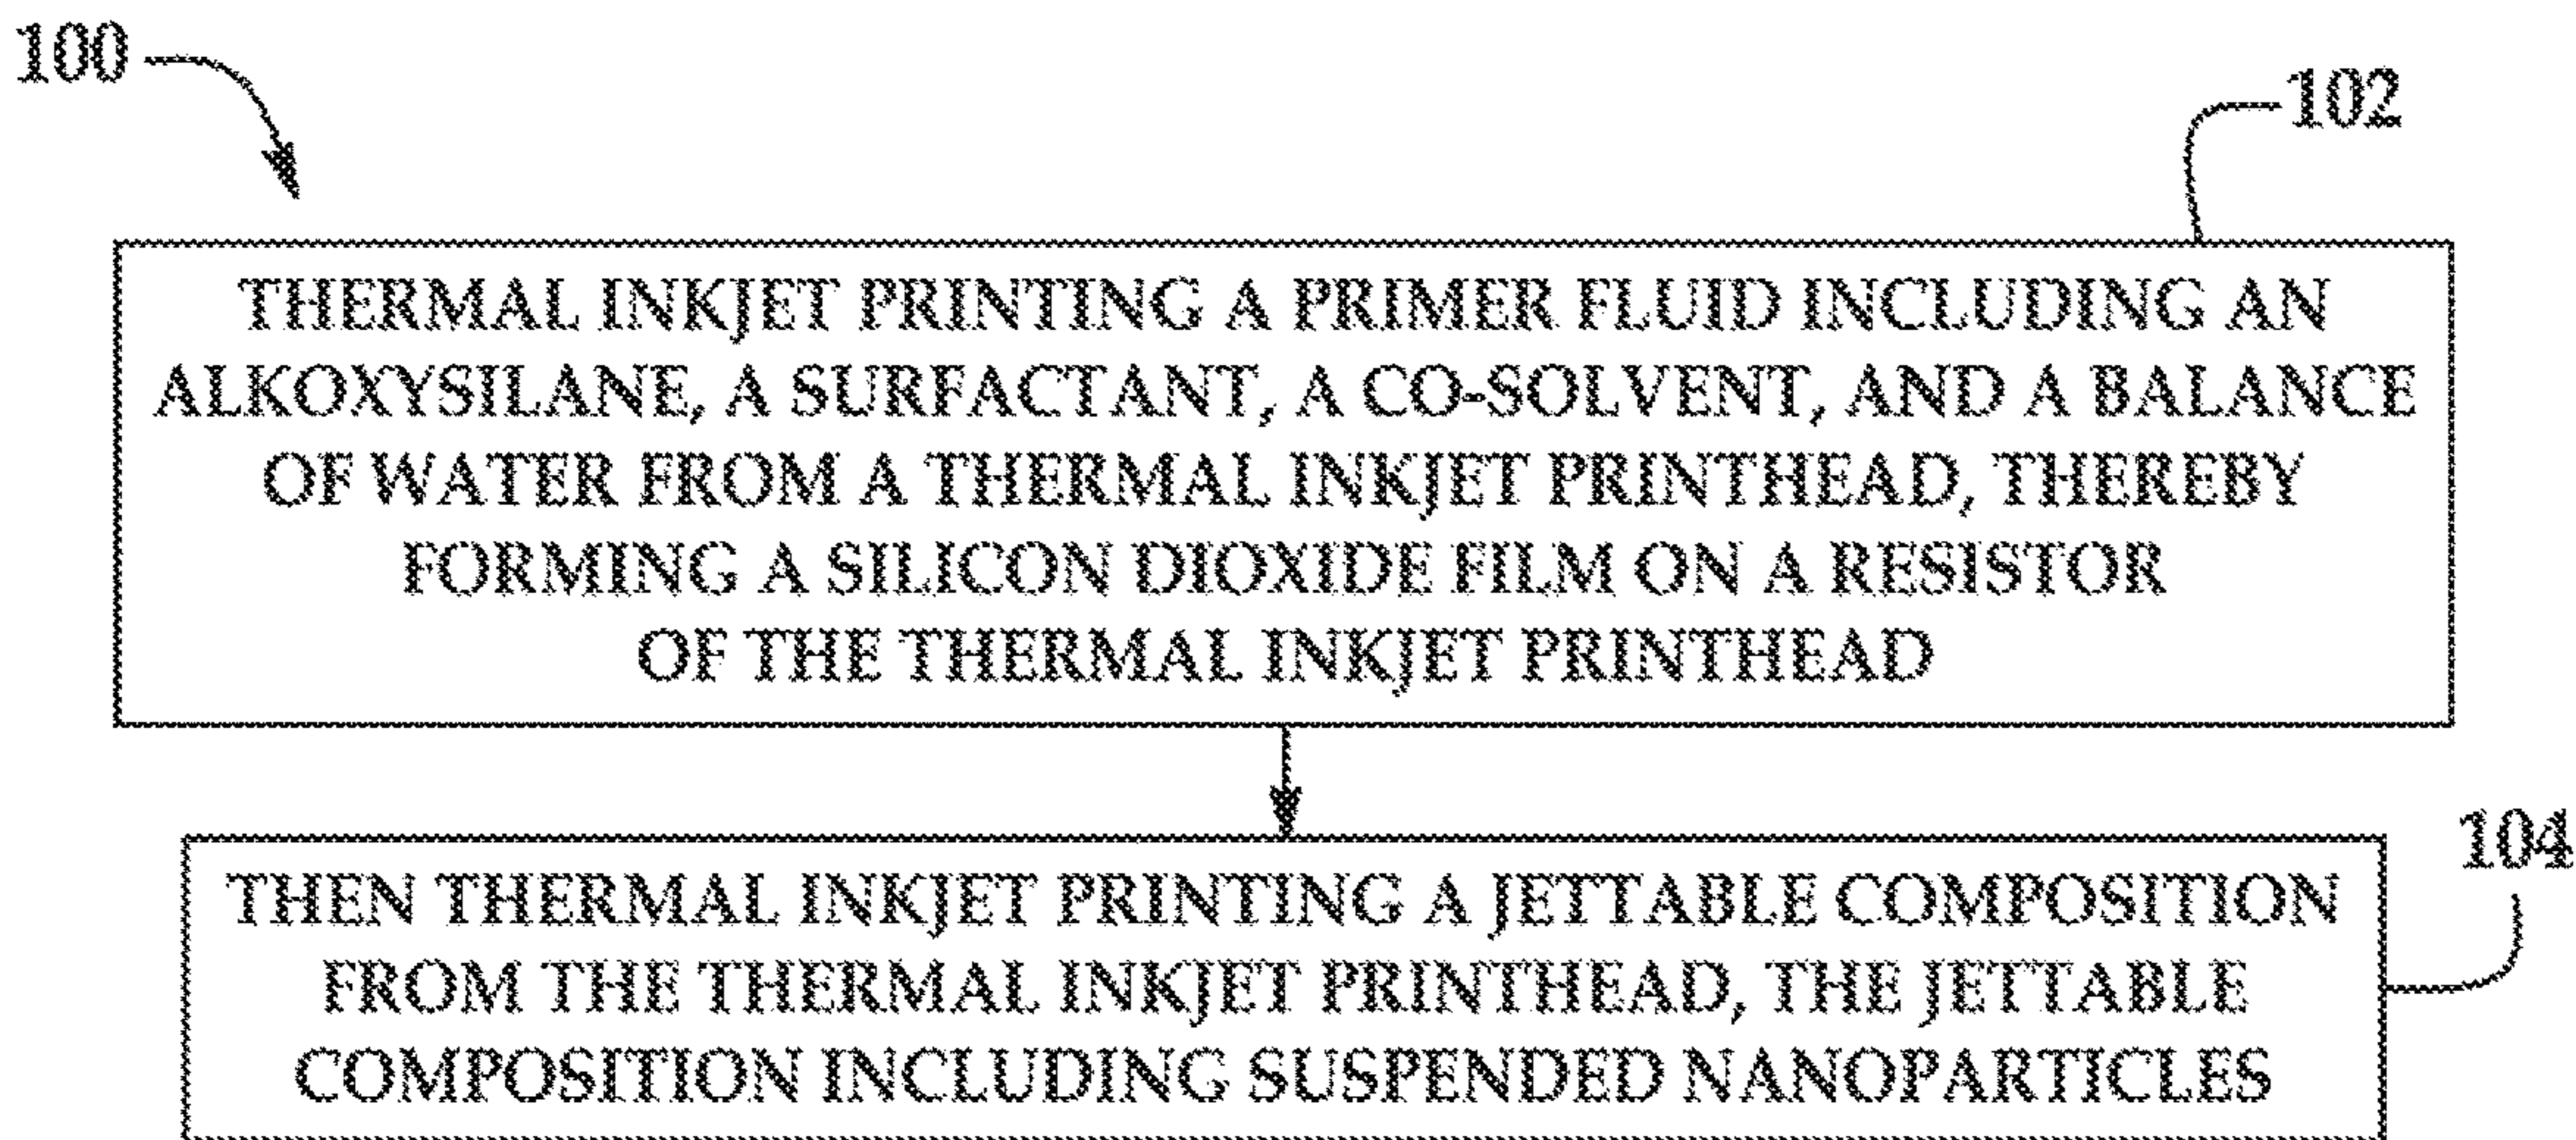 100
102
THERMAL INKJET PRINTING A PRIMER FLUID INCLUDING AN
ALKOXYSILANE, A SURFACTANT, A CO-SOLVENT, AND A BALANCE
OF WATER FROM A THERMAL INKJET PRINTHEAD, THEREBY
FORMING A SILICON DIOXIDE FILM ON A RESISTOR
OF THE THERMAL INKJET PRINTHEAD
104
THEN THERMAL INKJET PRINTING A JETTABLE COMPOSITION
FROM THE THERMAL INKJET PRINTHEAD, THE JETTABLE
COMPOSITION INCLUDING SUSPENDED NANOPARTICLES